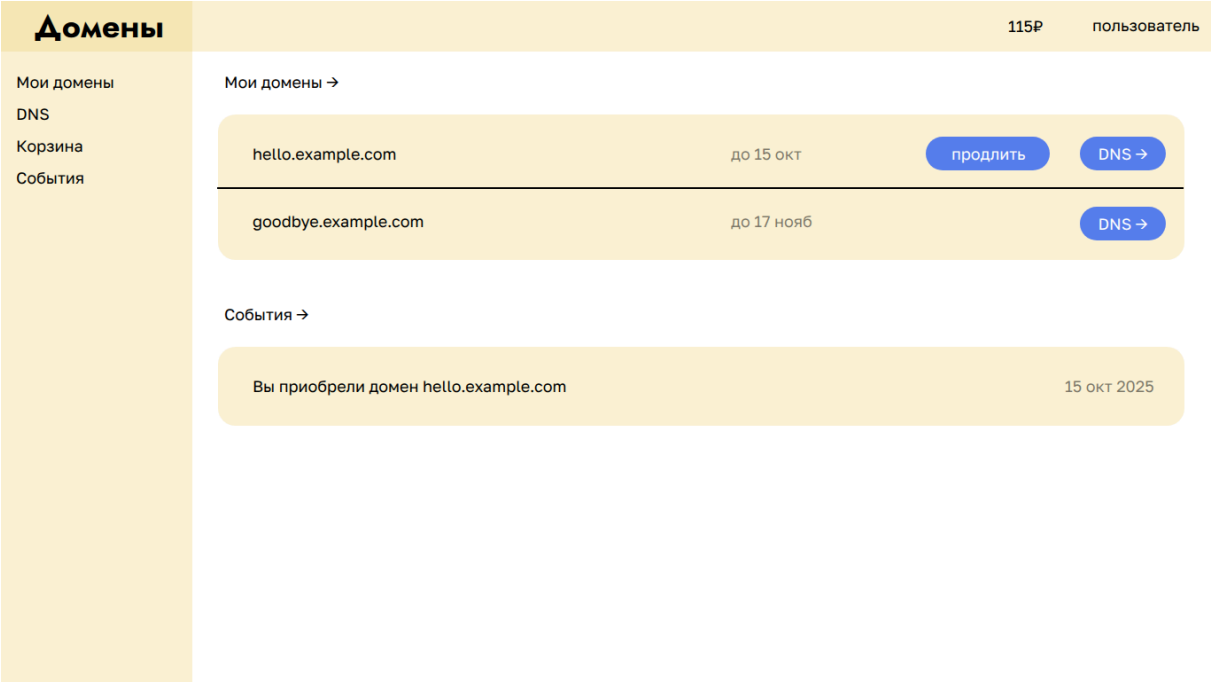 Домены
115₽ пользователь
Мои домены
DNS
Корзина
События
Мои домены →
hello.example.com до 15 окт продлить DNS →
goodbye.example.com до 17 нояб DNS →
События →
Вы приобрели домен hello.example.com 15 окт 2025